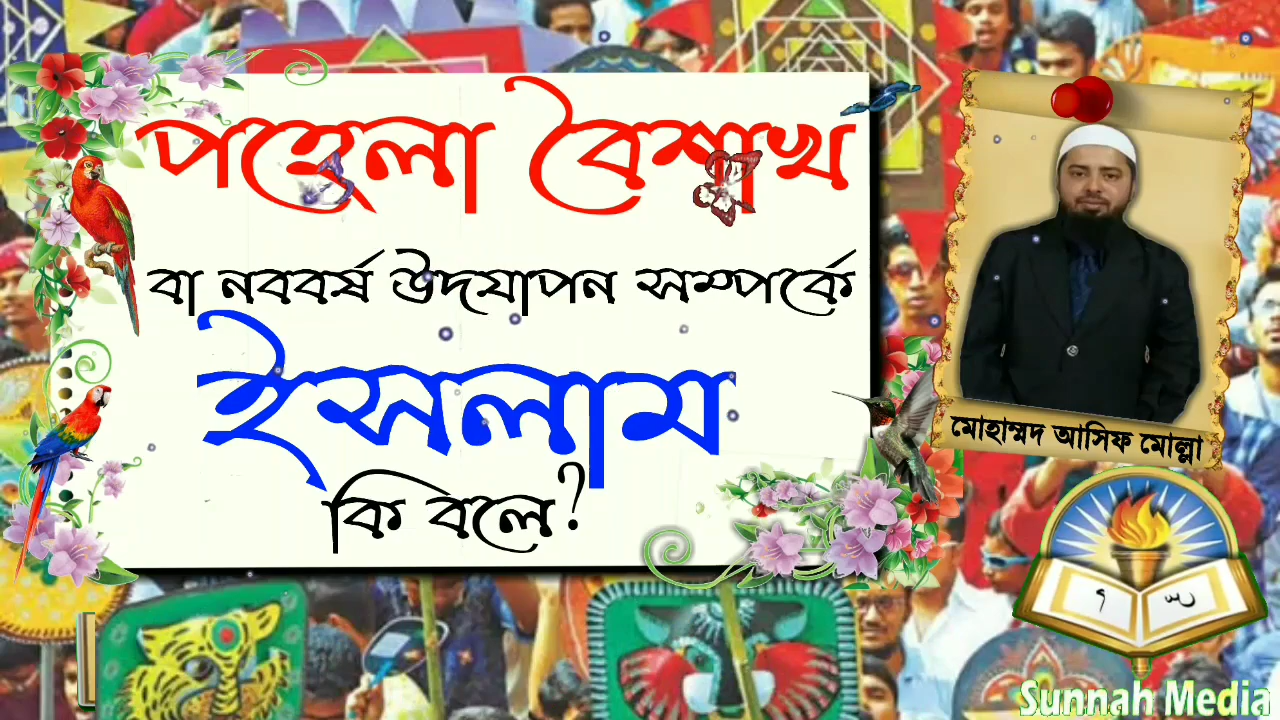 পহেলা বৈশাখ
বা নববর্ষ উদযাপন সম্পর্কে
ইসলাম
কি বলে?
মোহাম্মদ আসিফ মোল্লা
Sunnah Media